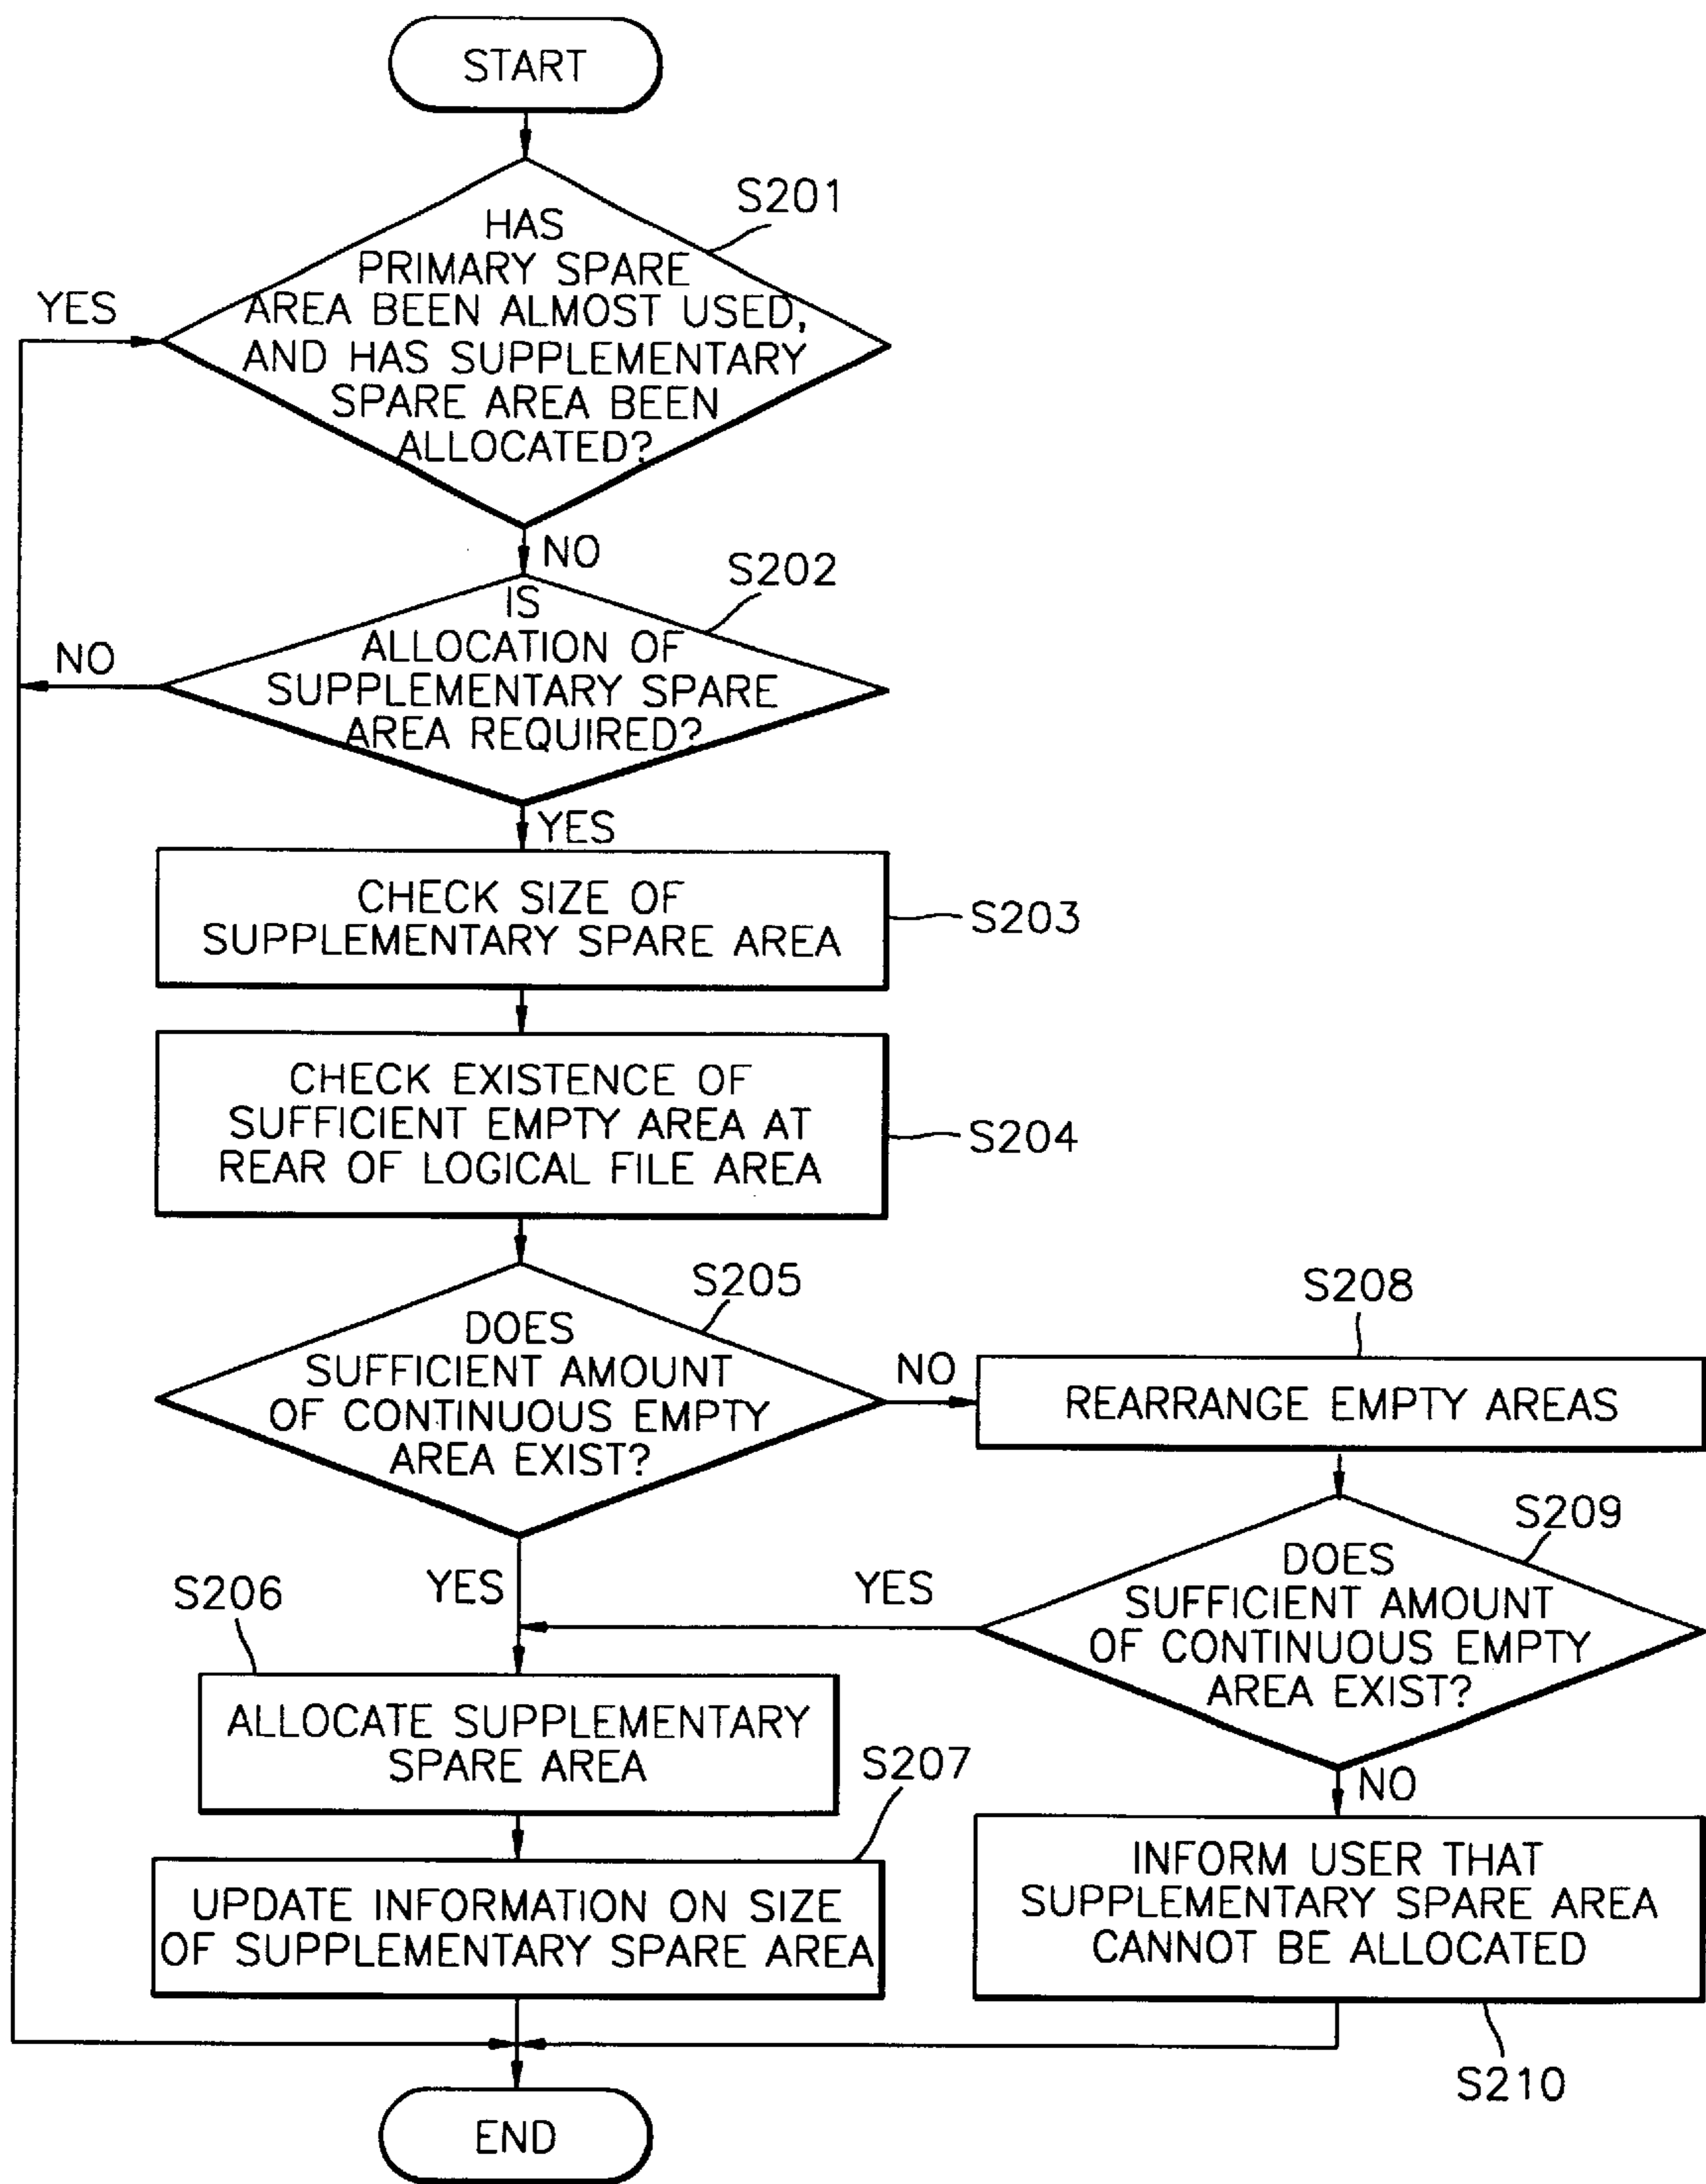 START
S201
HAS
PRIMARY SPARE
AREA BEEN ALMOST USED,
AND HAS SUPPLEMENTARY
SPARE AREA BEEN
ALLOCATED?
YES
NO
S202
IS
ALLOCATION OF
SUPPLEMENTARY SPARE
AREA REQUIRED?
NO
YES
CHECK SIZE OF
SUPPLEMENTARY SPARE AREA
S203
CHECK EXISTENCE OF
SUFFICIENT EMPTY AREA AT
REAR OF LOGICAL FILE AREA
S204
S205
DOES
SUFFICIENT AMOUNT
OF CONTINUOUS EMPTY
AREA EXIST?
NO
S208
REARRANGE EMPTY AREAS
S209
DOES
SUFFICIENT AMOUNT
OF CONTINUOUS EMPTY
AREA EXIST?
YES
YES
S206
ALLOCATE SUPPLEMENTARY
SPARE AREA
S207
UPDATE INFORMATION ON SIZE
OF SUPPLEMENTARY SPARE AREA
NO
INFORM USER THAT
SUPPLEMENTARY SPARE AREA
CANNOT BE ALLOCATED
S210
END